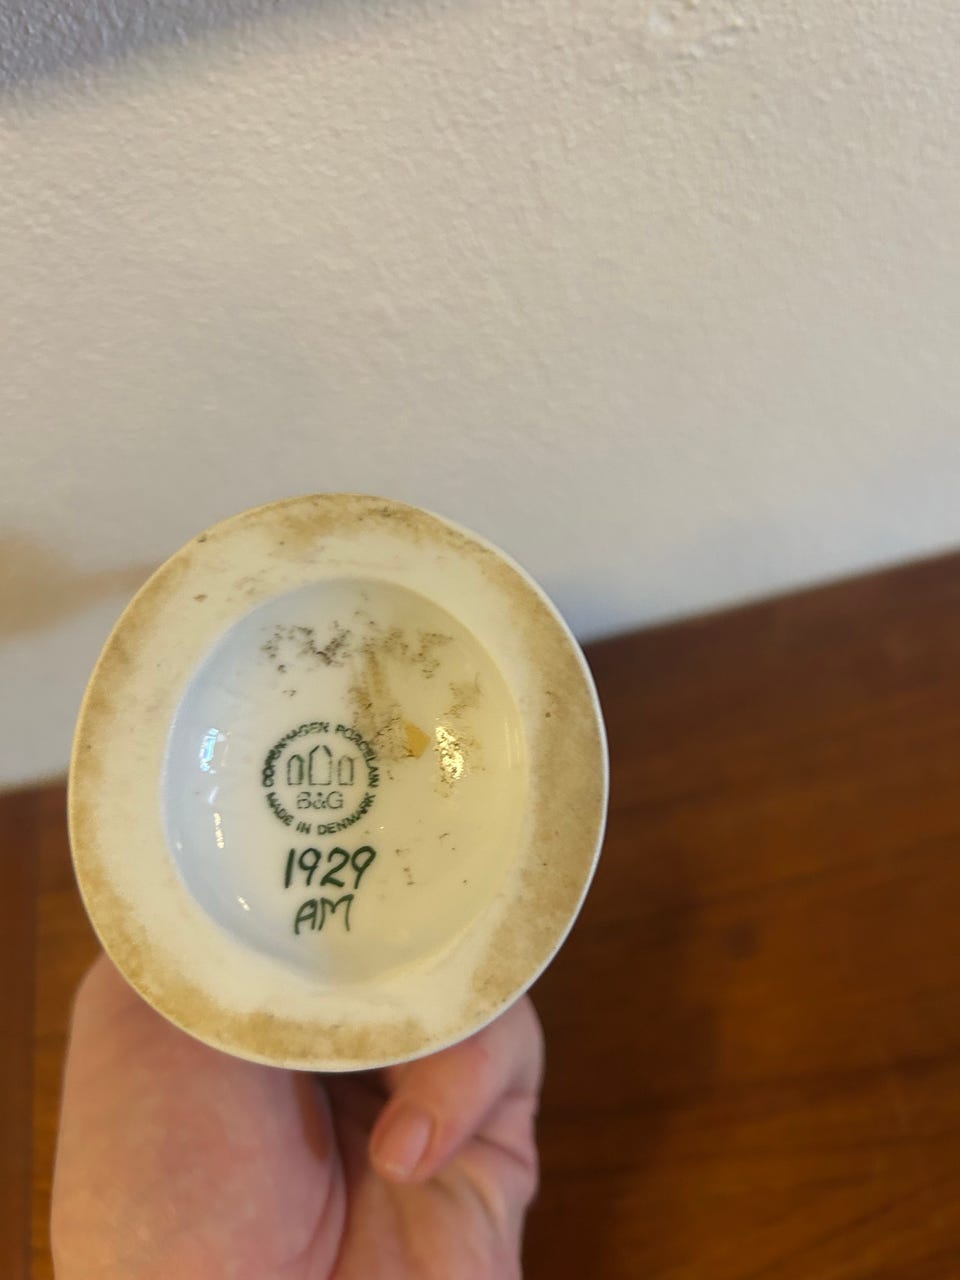 COPENHAGEN PORCELAIN
B&G
MADE IN DENMARK
1929
AM